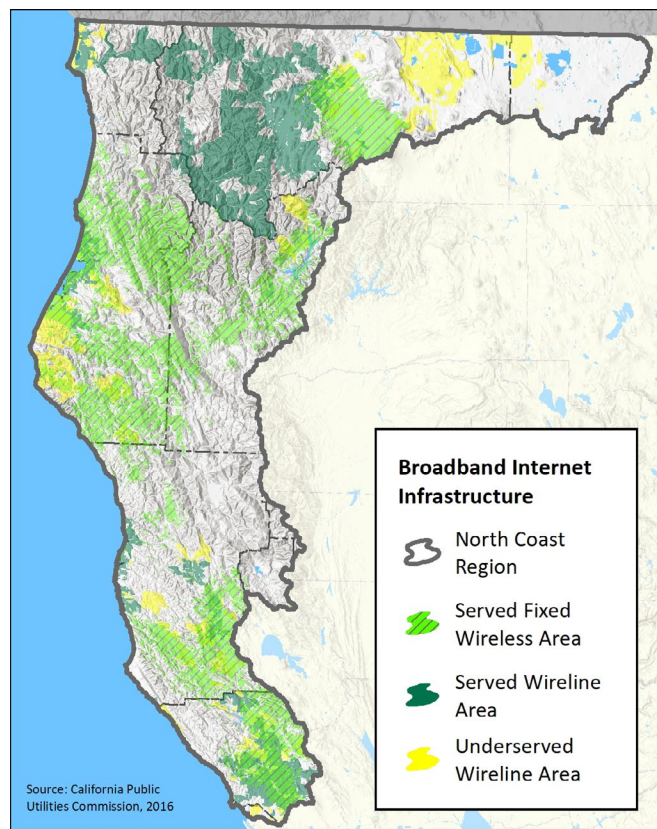 Broadband Internet
Infrastructure
North Coast
Region
Served Fixed
Wireless Area
Served Wireline
Area
Underserved
Wireline Area
Source: California Public
Utilities Commission, 2016